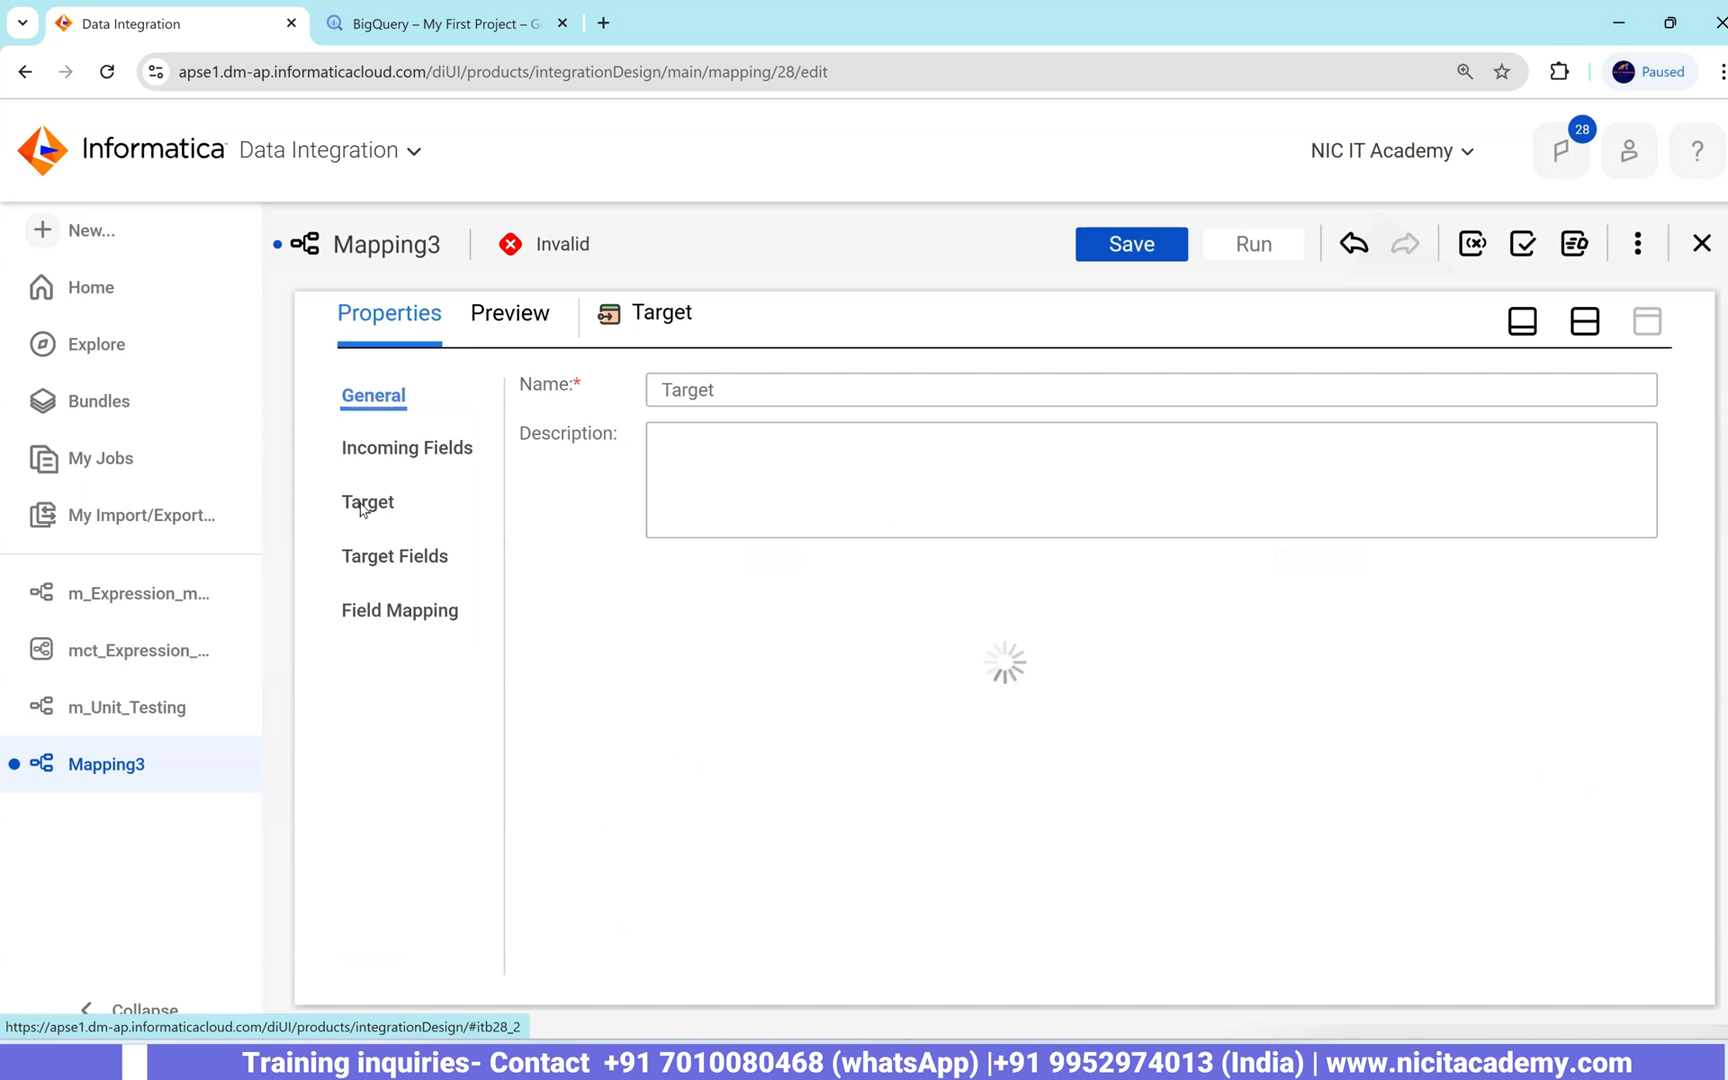 Data Integration
BigQuery – My First Project – G
apse1.dm-ap.informaticacloud.com/diUI/products/integrationDesign/main/mapping/28/edit
Paused
Informatica Data Integration
NIC IT Academy
28
?
New...
Home
Explore
Bundles
My Jobs
My Import/Export...
m_Expression_m...
mct_Expression_...
m_Unit_Testing
Mapping3
Collapse
Mapping3
Invalid
Save
Run
Properties
Preview
Target
General
Incoming Fields
Target
Target Fields
Field Mapping
Name:*
Target
Description:
https://apse1.dm-ap.informaticacloud.com/diUI/products/integrationDesign/#itb28_2
Training inquiries- Contact +91 7010080468 (whatsApp) |+91 9952974013 (India) | www.nicitacademy.com